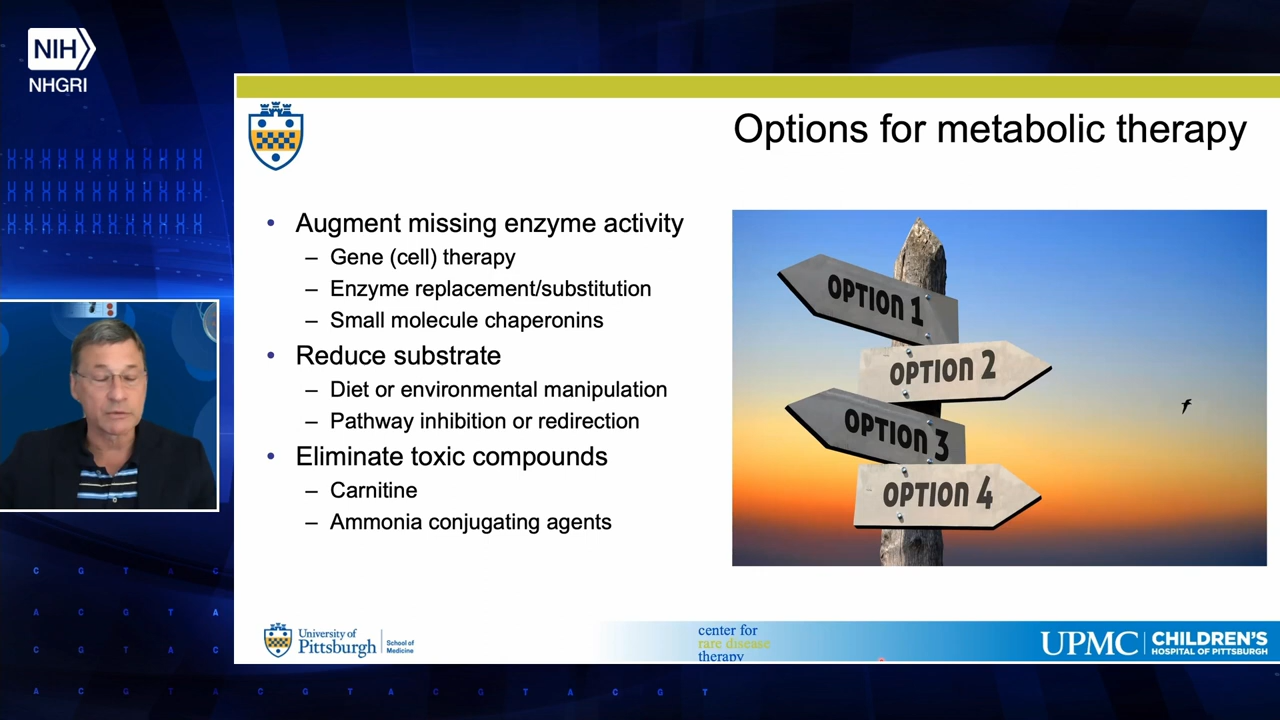 NIH
NHGRI
Options for metabolic therapy
• Augment missing enzyme activity
– Gene (cell) therapy
– Enzyme replacement/substitution
– Small molecule chaperonins
• Reduce substrate
– Diet or environmental manipulation
– Pathway inhibition or redirection
• Eliminate toxic compounds
– Carnitine
– Ammonia conjugating agents
OPTION 1
OPTION 2
OPTION 3
OPTION 4
University of
Pittsburgh
School of
Medicine
center for
rare disease
therapy
UPMC
CHILDREN'S
HOSPITAL OF PITTSBURGH
C G T A C
A C G T A
C G T A C
A C G T A C G T A C G T A C G T